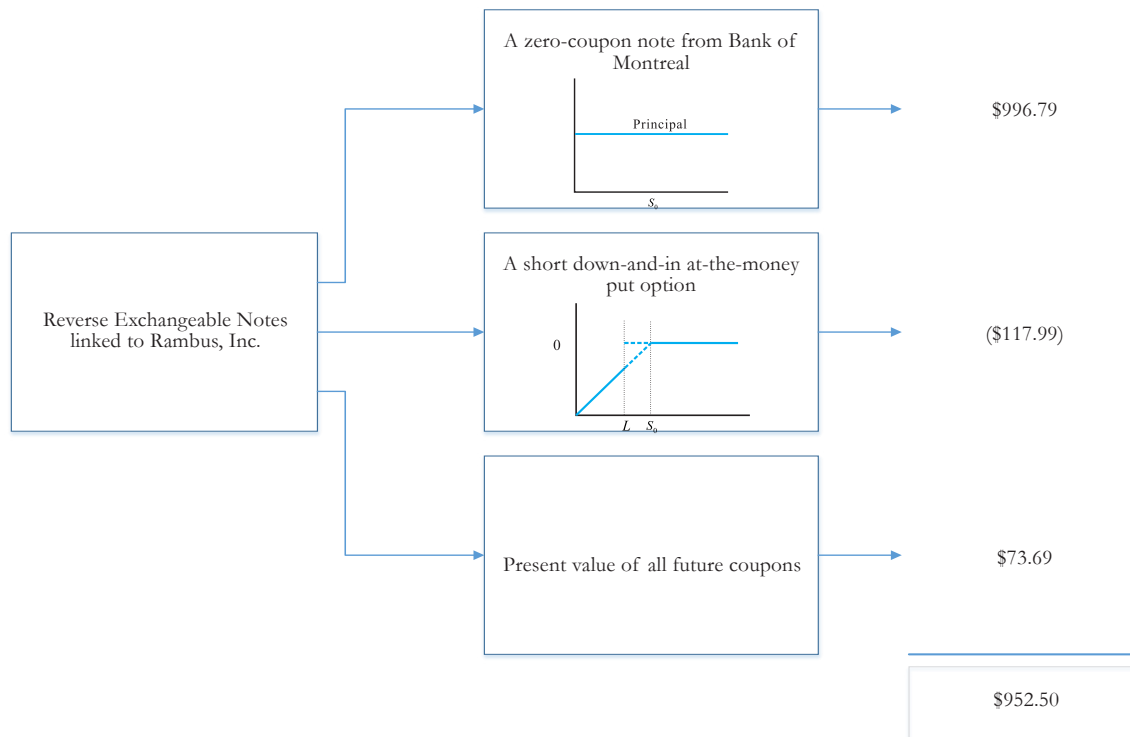 A zero-coupon note from Bank of
Montreal
Principal
S₀
$996.79
Reverse Exchangeable Notes
linked to Rambus, Inc.
A short down-and-in at-the-money
put option
0
L S₀
($117.99)
Present value of all future coupons
$73.69
$952.50